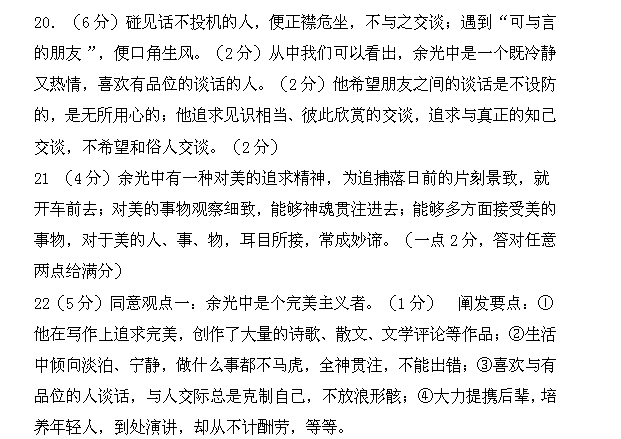 20．（6分）碰见话不投机的人，便正襟危坐，不与之交谈；遇到“可与言
的朋友”，便口角生风。（2分）从中我们可以看出，余光中是一个既冷静
又热情，喜欢有品位的谈话的人。（2分）他希望朋友之间的谈话是不设防
的，是无所用心的；他追求见识相当、彼此欣赏的交谈，追求与真正的知己
交谈，不希望和俗人交谈。（2分）
21 （4分）余光中有一种对美的追求精神，为追捕落日前的片刻景致，就
开车前去；对美的事物观察细致，能够神魂贯注进去；能够多方面接受美的
事物，对于美的人、事、物，耳目所接，常成妙谛。（一点2分，答对任意
两点给满分）
22（5分）同意观点一：余光中是个完美主义者。（1分） 阐发要点：①
他在写作上追求完美，创作了大量的诗歌、散文、文学评论等作品；②生活
中倾向淡泊、宁静，做什么事都不马虎，全神贯注，不能出错；③喜欢与有
品位的人谈话，与人交际总是克制自己，不放浪形骸；④大力提携后辈，培
养年轻人，到处演讲，却从不计酬劳，等等。